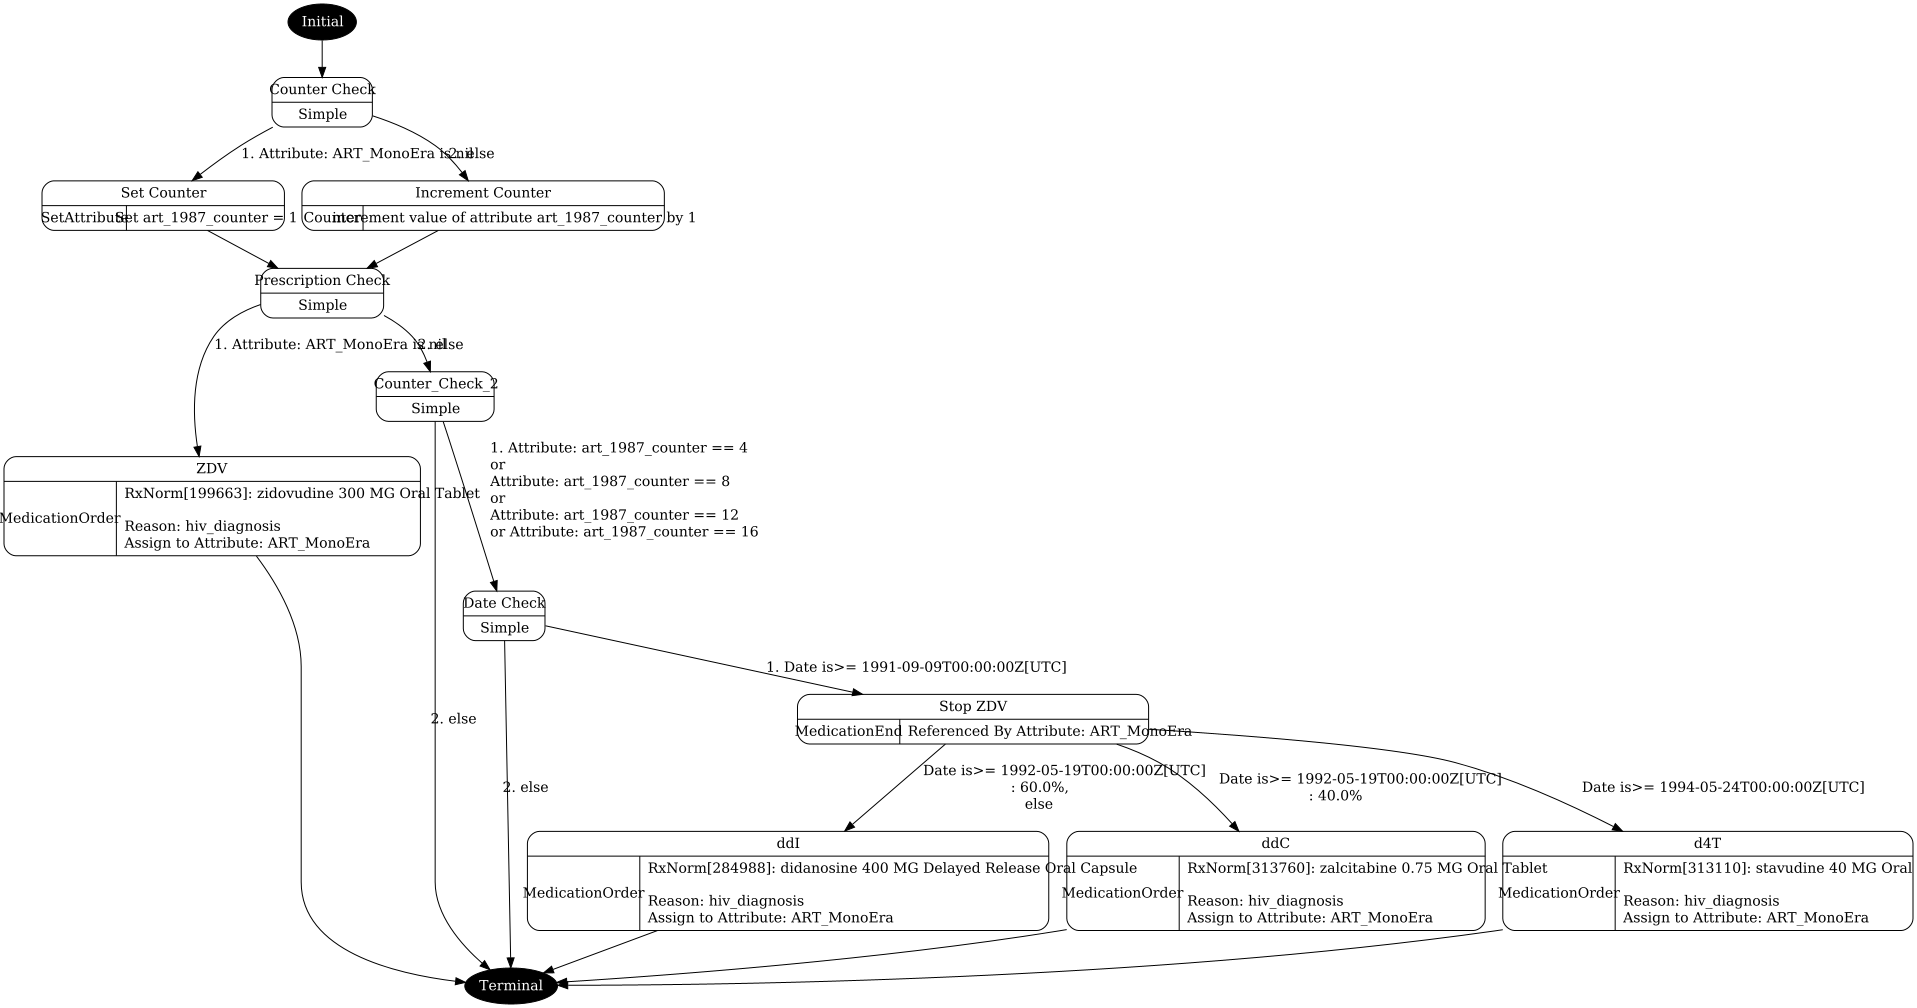 Initial
Counter Check
Simple
1. Attribute: ART_MonoEra is nil
2. else
Set Counter
SetAttribute
Set art_1987_counter = 1
Increment Counter
Counter
increment value of attribute art_1987_counter by 1
Prescription Check
Simple
1. Attribute: ART_MonoEra is nil
2. else
Counter_Check_2
Simple
1. Attribute: art_1987_counter == 4
or
Attribute: art_1987_counter == 8
or
Attribute: art_1987_counter == 12
or Attribute: art_1987_counter == 16
ZDV
MedicationOrder
RxNorm[199663]: zidovudine 300 MG Oral Tablet
Reason: hiv_diagnosis
Assign to Attribute: ART_MonoEra
Date Check
Simple
1. Date is>= 1991-09-09T00:00:00Z[UTC]
2. else
2. else
Stop ZDV
MedicationEnd
Referenced By Attribute: ART_MonoEra
Date is>= 1992-05-19T00:00:00Z[UTC]
: 60.0%,
else
Date is>= 1992-05-19T00:00:00Z[UTC]
: 40.0%
Date is>= 1994-05-24T00:00:00Z[UTC]
ddI
MedicationOrder
RxNorm[284988]: didanosine 400 MG Delayed Release Oral Capsule
Reason: hiv_diagnosis
Assign to Attribute: ART_MonoEra
ddC
MedicationOrder
RxNorm[313760]: zalcitabine 0.75 MG Oral Tablet
Reason: hiv_diagnosis
Assign to Attribute: ART_MonoEra
d4T
MedicationOrder
RxNorm[313110]: stavudine 40 MG Oral
Reason: hiv_diagnosis
Assign to Attribute: ART_MonoEra
Terminal